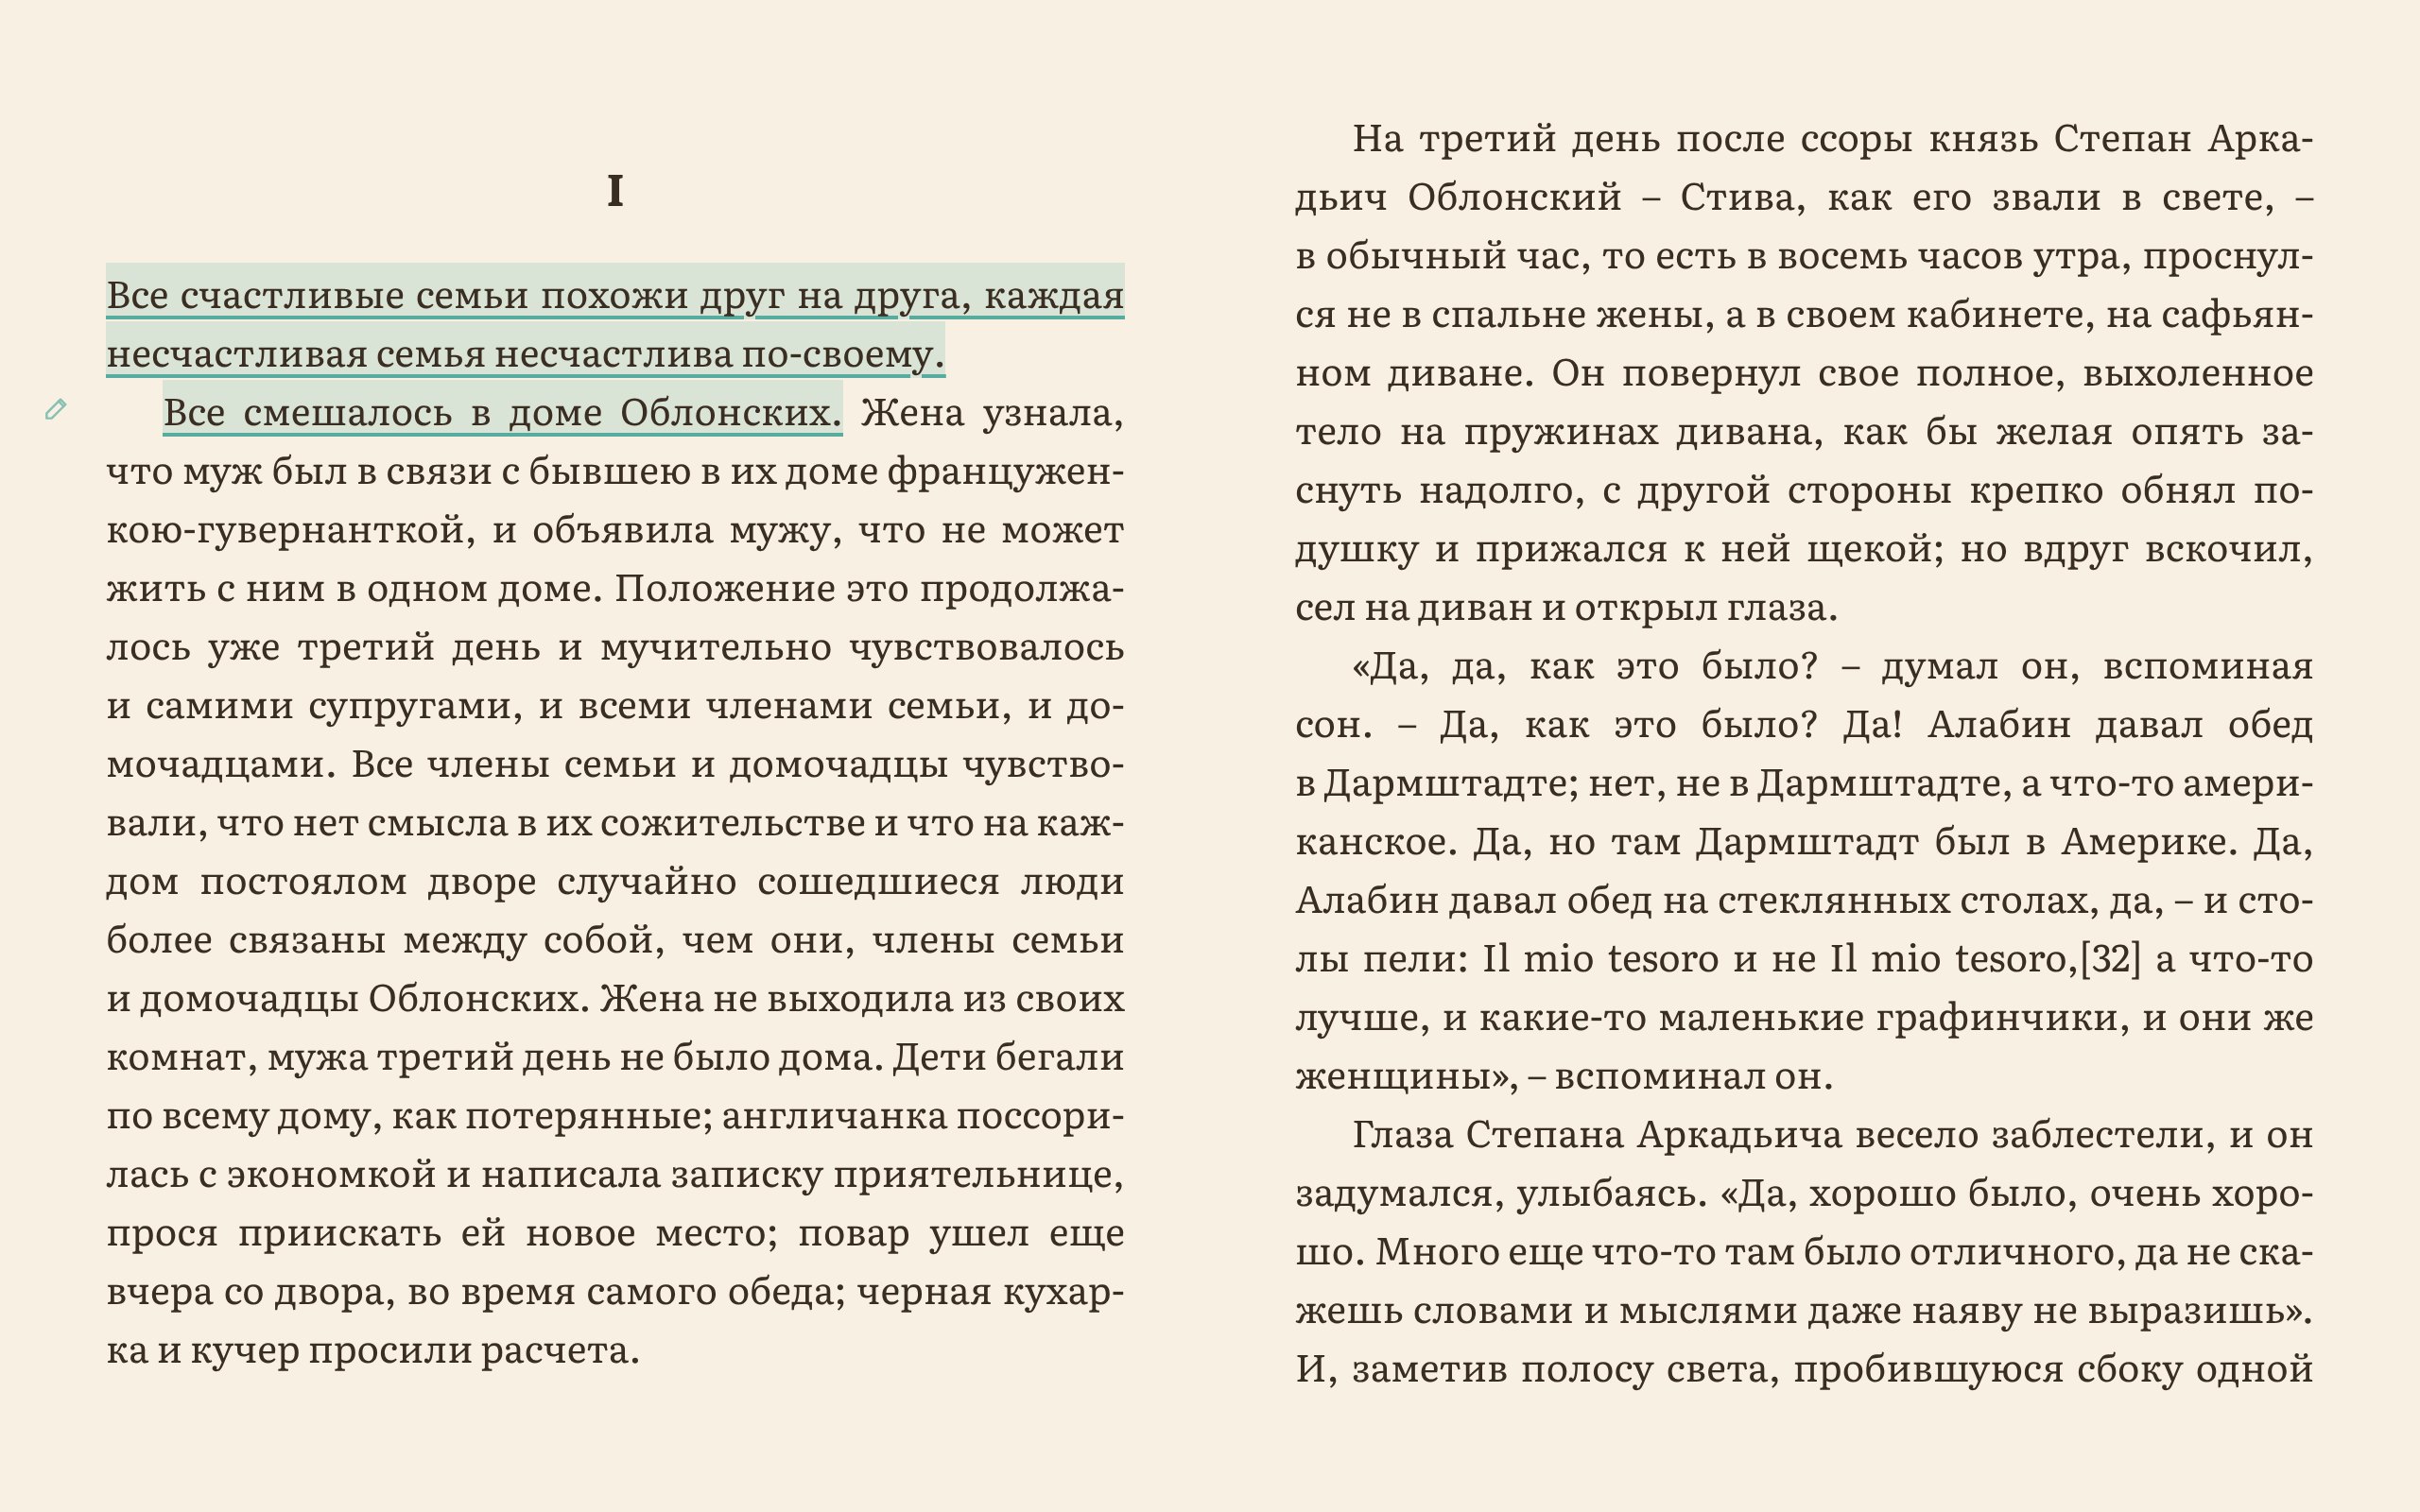 I
Все счастливые семьи похожи друг на друга, каждая
несчастливая семья несчастлива по-своему.
Все смешалось в доме Облонских. Жена узнала,
что муж был в связи с бывшею в их доме французен-
кою-гувернанткой, и объявила мужу, что не может
жить с ним в одном доме. Положение это продолжа-
лось уже третий день и мучительно чувствовалось
и самими супругами, и всеми членами семьи, и до-
мочадцами. Все члены семьи и домочадцы чувство-
вали, что нет смысла в их сожительстве и что на каж-
дом постоялом дворе случайно сошедшиеся люди
более связаны между собой, чем они, члены семьи
и домочадцы Облонских. Жена не выходила из своих
комнат, мужа третий день не было дома. Дети бегали
по всему дому, как потерянные; англичанка поссори-
лась с экономкой и написала записку приятельнице,
прося приискать ей новое место; повар ушел еще
вчера со двора, во время самого обеда; черная кухар-
ка и кучер просили расчета.
На третий день после ссоры князь Степан Арка-
дьич Облонский – Стива, как его звали в свете, –
в обычный час, то есть в восемь часов утра, проснул-
ся не в спальне жены, а в своем кабинете, на сафьян-
ном диване. Он повернул свое полное, выхоленное
тело на пружинах дивана, как бы желая опять за-
снуть надолго, с другой стороны крепко обнял по-
душку и прижался к ней щекой; но вдруг вскочил,
сел на диван и открыл глаза.
«Да, да, как это было? – думал он, вспоминая
сон. – Да, как это было? Да! Алабин давал обед
в Дармштадте; нет, не в Дармштадте, а что-то амери-
канское. Да, но там Дармштадт был в Америке. Да,
Алабин давал обед на стеклянных столах, да, – и сто-
лы пели: Il mio tesoro и не Il mio tesoro,[32] а что-то
лучше, и какие-то маленькие графинчики, и они же
женщины», – вспоминал он.
Глаза Степана Аркадьича весело заблестели, и он
задумался, улыбаясь. «Да, хорошо было, очень хоро-
шо. Много еще что-то там было отличного, да не ска-
жешь словами и мыслями даже наяву не выразишь».
И, заметив полосу света, пробившуюся сбоку одной